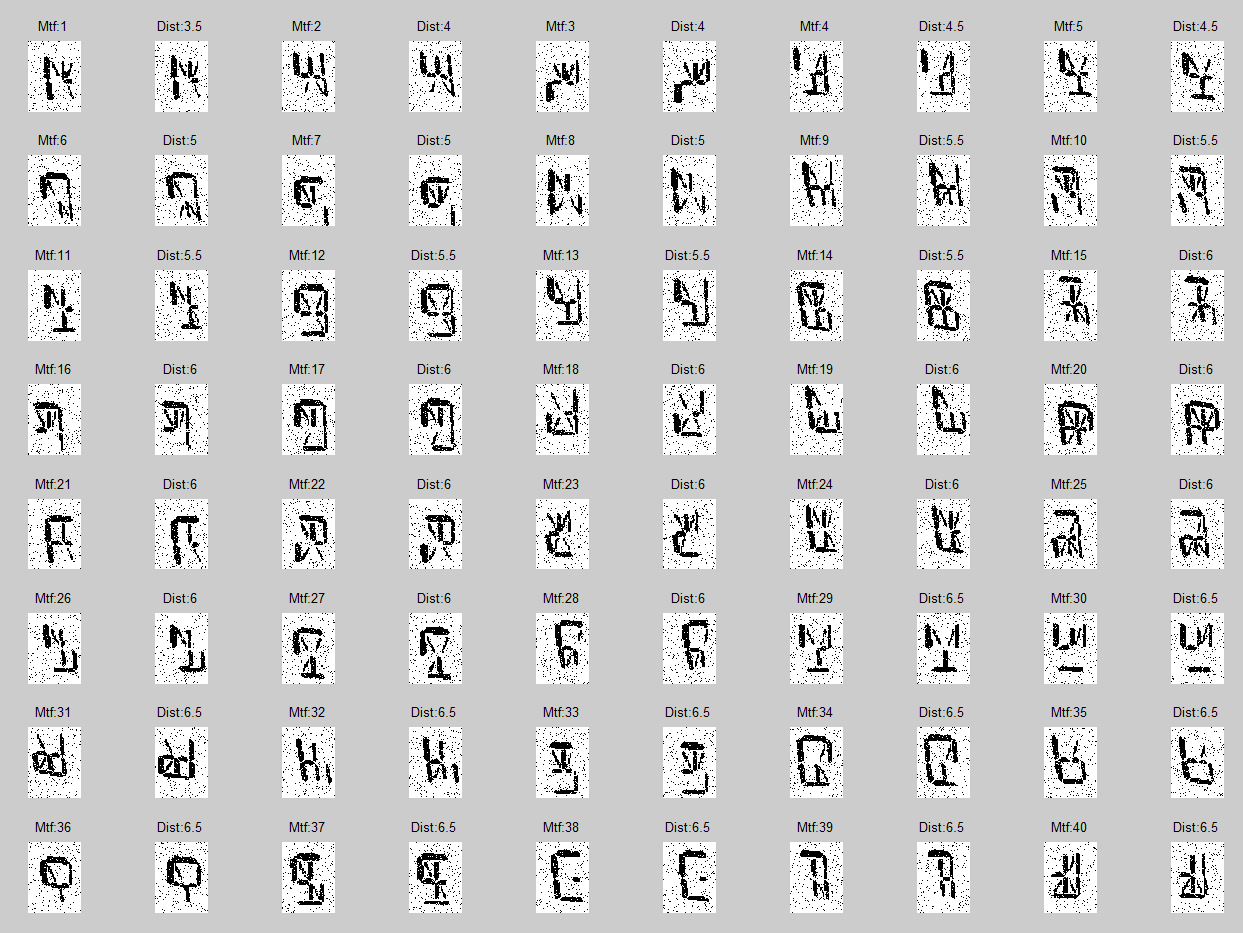 Mtf:1 Dist:3.5 Mtf:2 Dist:4 Mtf:3 Dist:4 Mtf:4 Dist:4.5 Mtf:5 Dist:4.5
Mtf:6 Dist:5 Mtf:7 Dist:5 Mtf:8 Dist:5 Mtf:9 Dist:5.5 Mtf:10 Dist:5.5
Mtf:11 Dist:5.5 Mtf:12 Dist:5.5 Mtf:13 Dist:5.5 Mtf:14 Dist:5.5 Mtf:15 Dist:6
Mtf:16 Dist:6 Mtf:17 Dist:6 Mtf:18 Dist:6 Mtf:19 Dist:6 Mtf:20 Dist:6
Mtf:21 Dist:6 Mtf:22 Dist:6 Mtf:23 Dist:6 Mtf:24 Dist:6 Mtf:25 Dist:6
Mtf:26 Dist:6 Mtf:27 Dist:6 Mtf:28 Dist:6 Mtf:29 Dist:6.5 Mtf:30 Dist:6.5
Mtf:31 Dist:6.5 Mtf:32 Dist:6.5 Mtf:33 Dist:6.5 Mtf:34 Dist:6.5 Mtf:35 Dist:6.5
Mtf:36 Dist:6.5 Mtf:37 Dist:6.5 Mtf:38 Dist:6.5 Mtf:39 Dist:6.5 Mtf:40 Dist:6.5